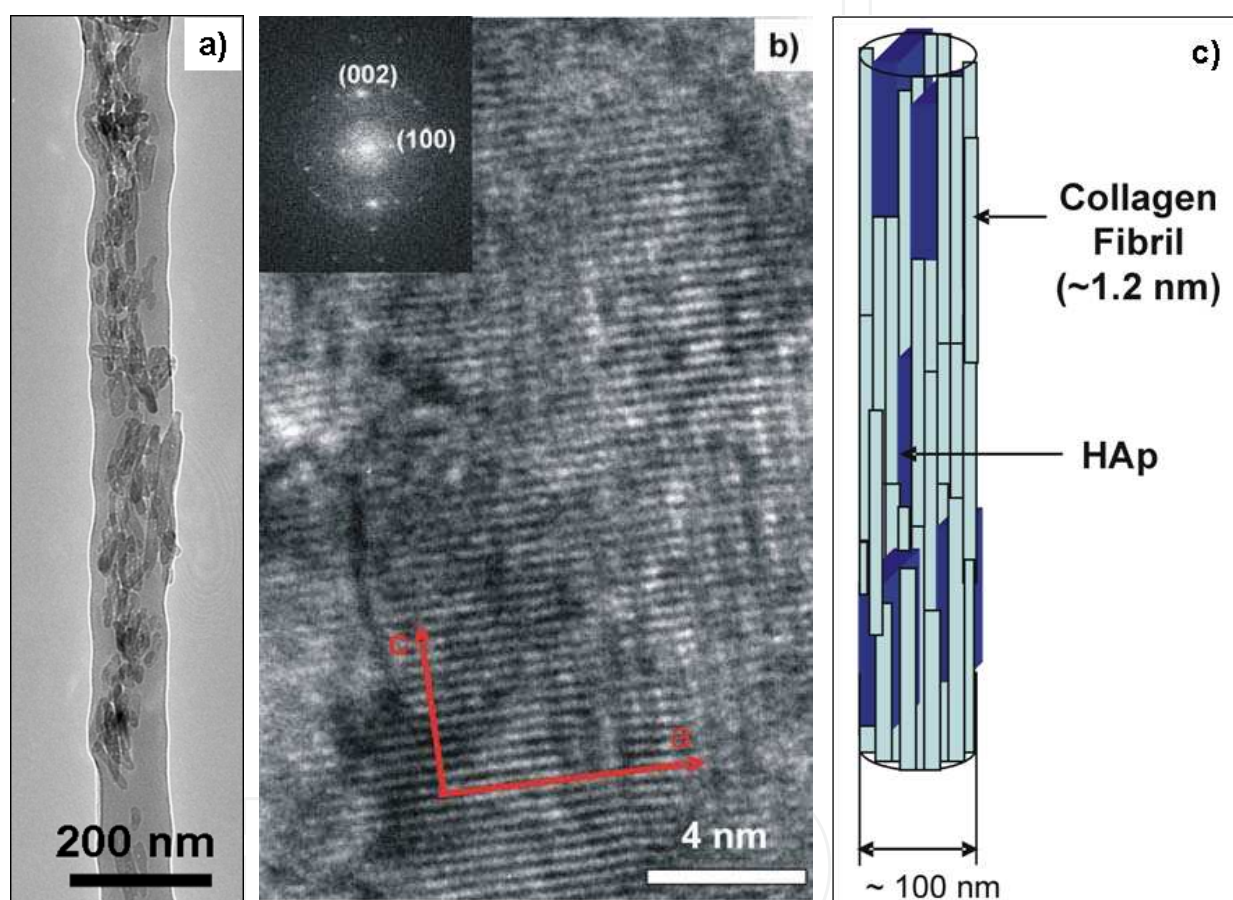 a)
200 nm
b)
(002)
(100)
c
a
4 nm
c)
Collagen
Fibril
(~1.2 nm)
HAp
~ 100 nm